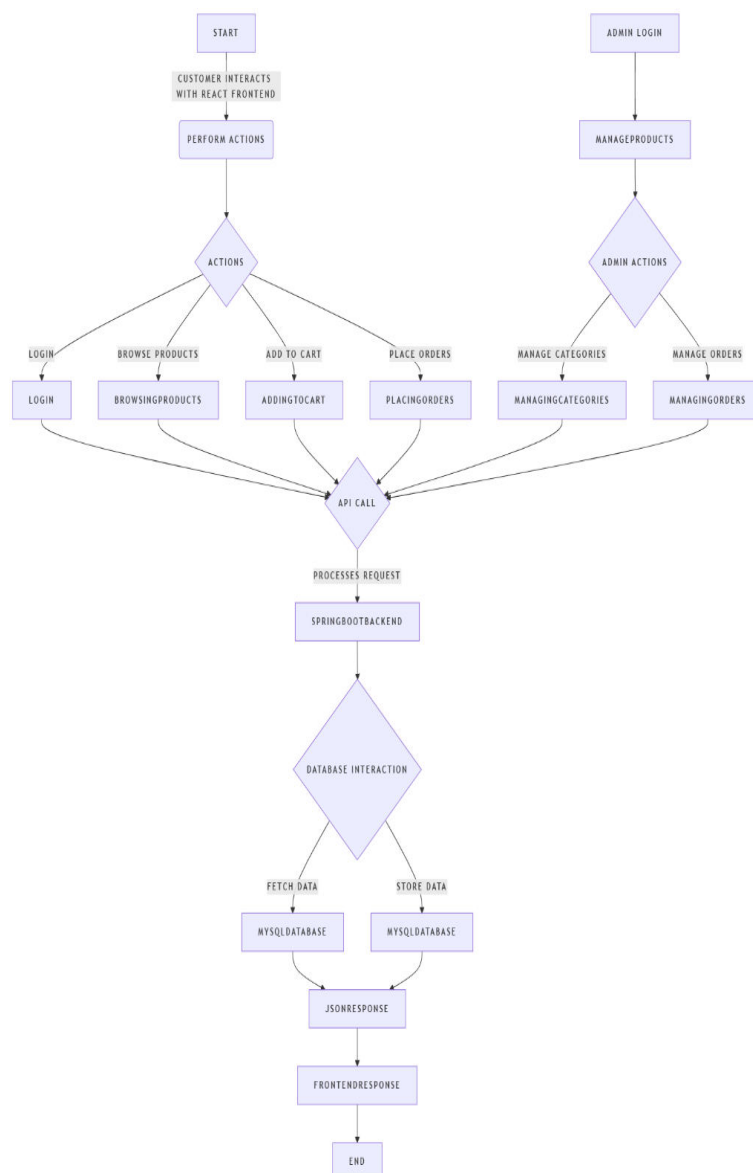 START
ADMIN LOGIN
CUSTOMER INTERACTS
WITH REACT FRONTEND
PERFORM ACTIONS
MANAGEPRODUCTS
ACTIONS
ADMIN ACTIONS
LOGIN
BROWSE PRODUCTS
ADD TO CART
PLACE ORDERS
MANAGE CATEGORIES
MANAGE ORDERS
LOGIN
BROWSINGPRODUCTS
ADDINGTOCART
PLACINGORDERS
MANAGINGCATEGORIES
MANAGINGORDERS
API CALL
PROCESSES REQUEST
SPRINGBOOTBACKEND
DATABASE INTERACTION
FETCH DATA
STORE DATA
MYSQLDATABASE
MYSQLDATABASE
JSONRESPONSE
FRONTENDRESPONSE
END